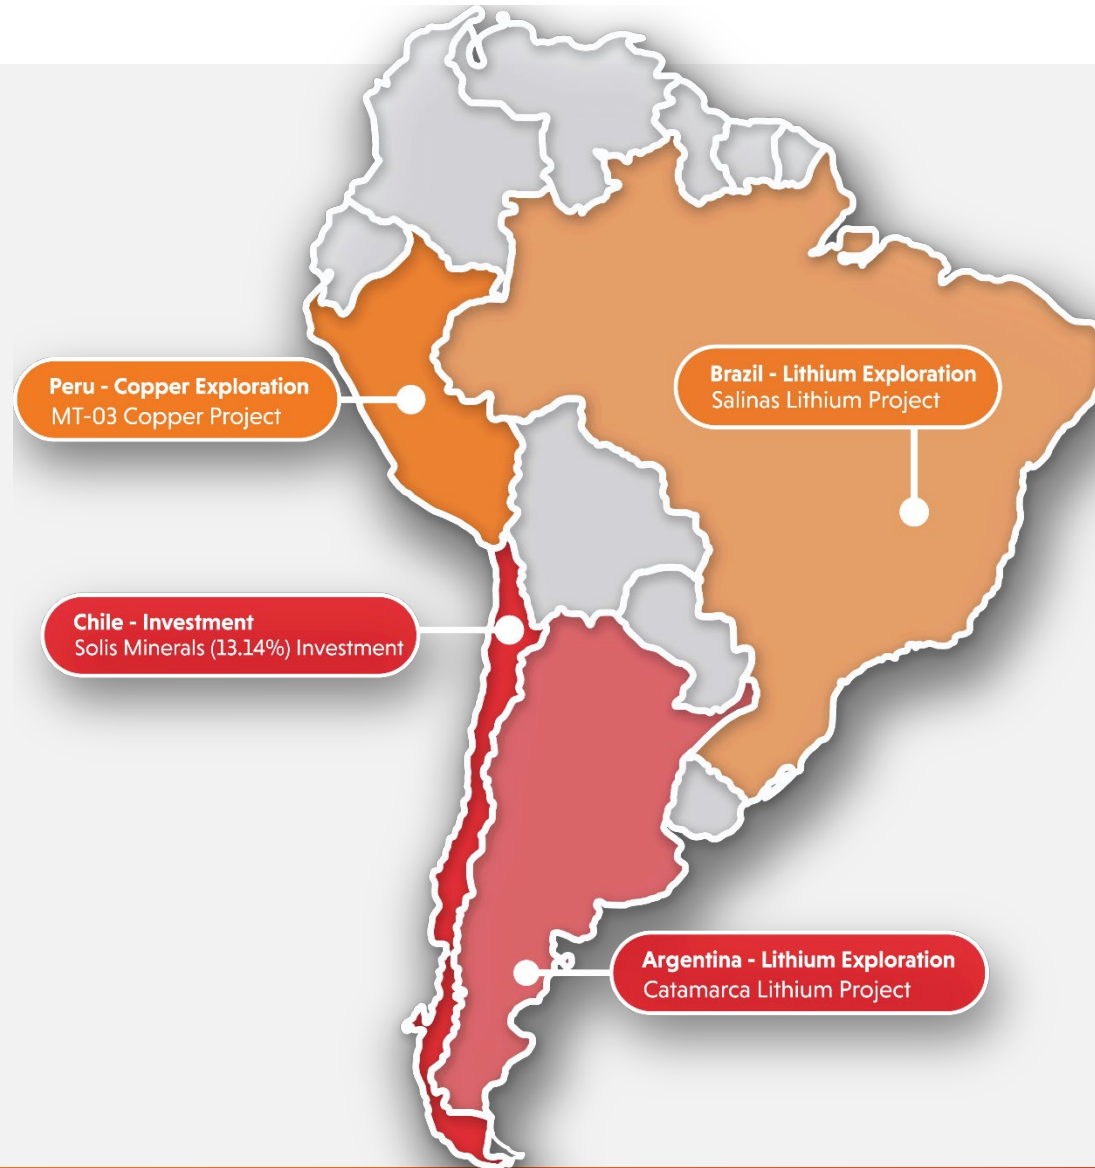 Peru - Copper Exploration
MT-03 Copper Project
Brazil - Lithium Exploration
Salinas Lithium Project
Chile - Investment
Solis Minerals (13.14%) Investment
Argentina - Lithium Exploration
Catamarca Lithium Project